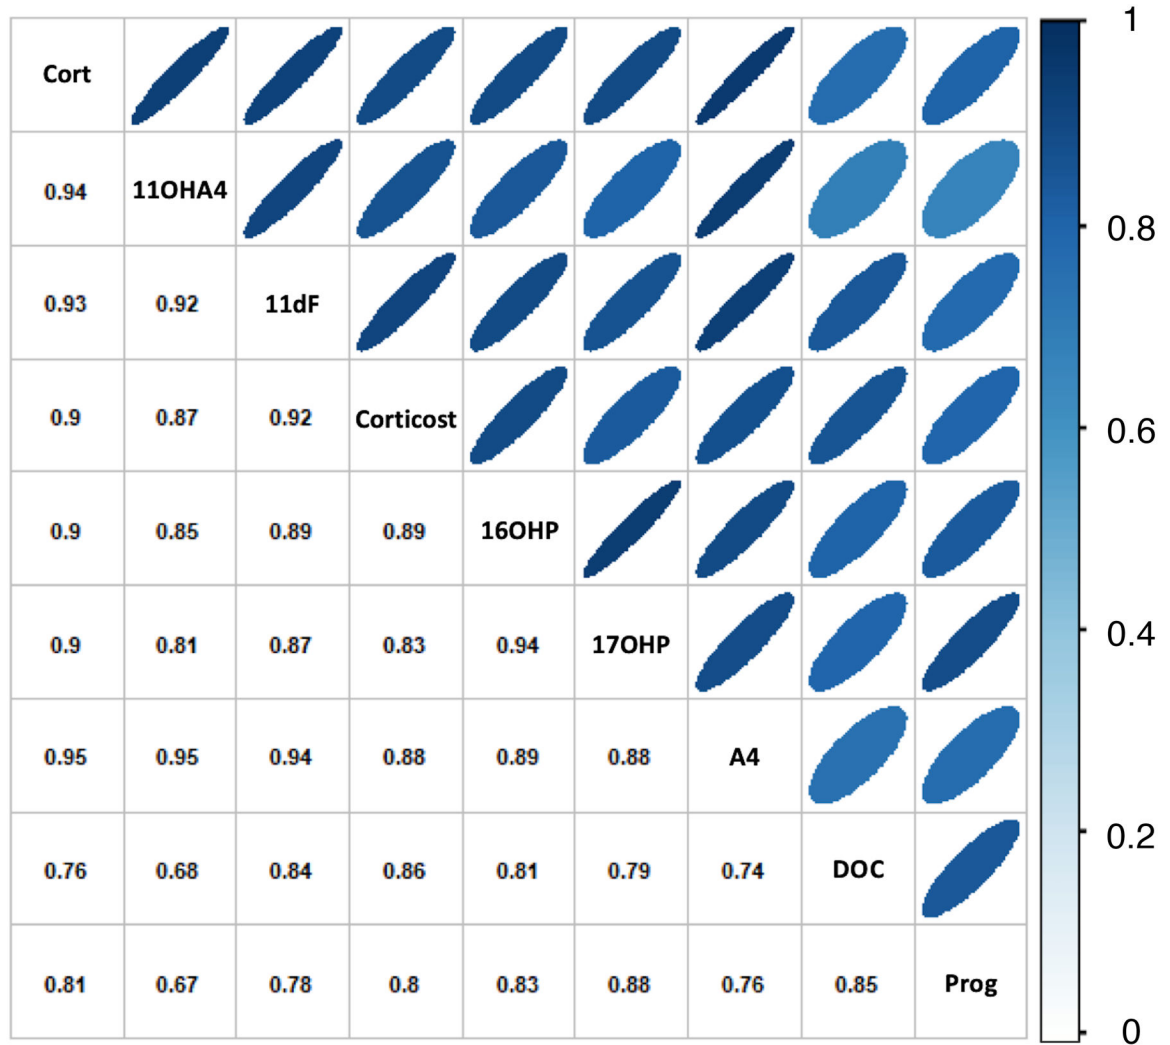 Cort
0.94 11OHA4
0.93 0.92 11dF
0.9 0.87 0.92 Corticost
0.9 0.85 0.89 0.89 16OHP
0.9 0.81 0.87 0.83 0.94 17OHP
0.95 0.95 0.94 0.88 0.89 0.88 A4
0.76 0.68 0.84 0.86 0.81 0.79 0.74 DOC
0.81 0.67 0.78 0.8 0.83 0.88 0.76 0.85 Prog
1
0.8
0.6
0.4
0.2
0